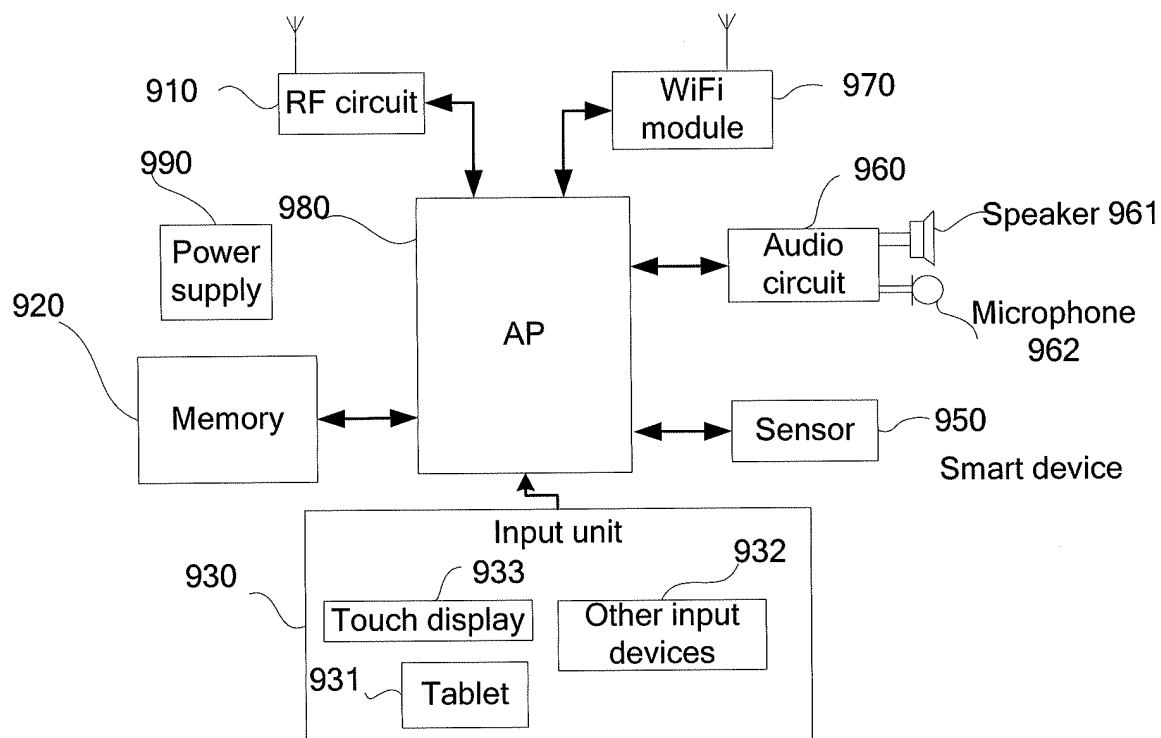 910
RF circuit
WiFi
module
970
990
980
960
Power
supply
Audio
circuit
Speaker 961
Microphone
962
920
AP
Memory
Sensor
950
Smart device
Input unit
930
933
932
Touch display
Other input
devices
931
Tablet